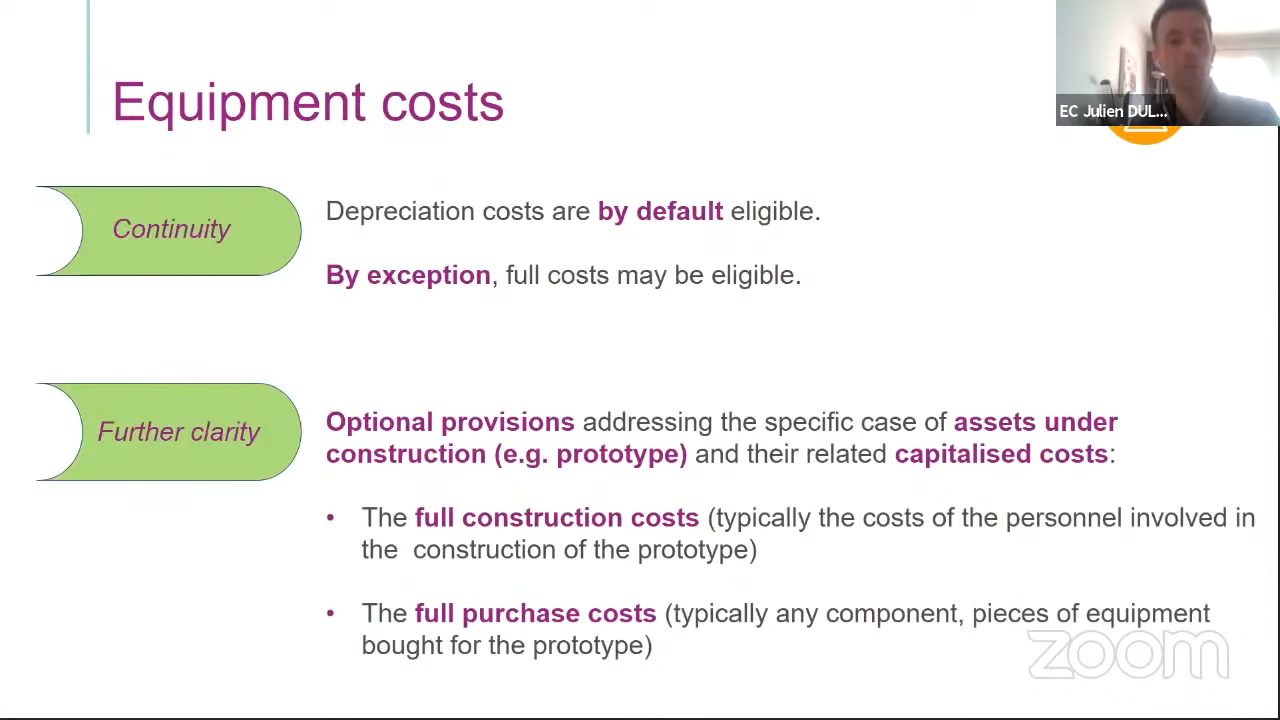 Equipment costs
EC Julien DUL...
Continuity
Depreciation costs are by default eligible.
By exception, full costs may be eligible.
Further clarity
Optional provisions addressing the specific case of assets under
construction (e.g. prototype) and their related capitalised costs:
• The full construction costs (typically the costs of the personnel involved in
the construction of the prototype)
• The full purchase costs (typically any component, pieces of equipment
bought for the prototype)
zoom